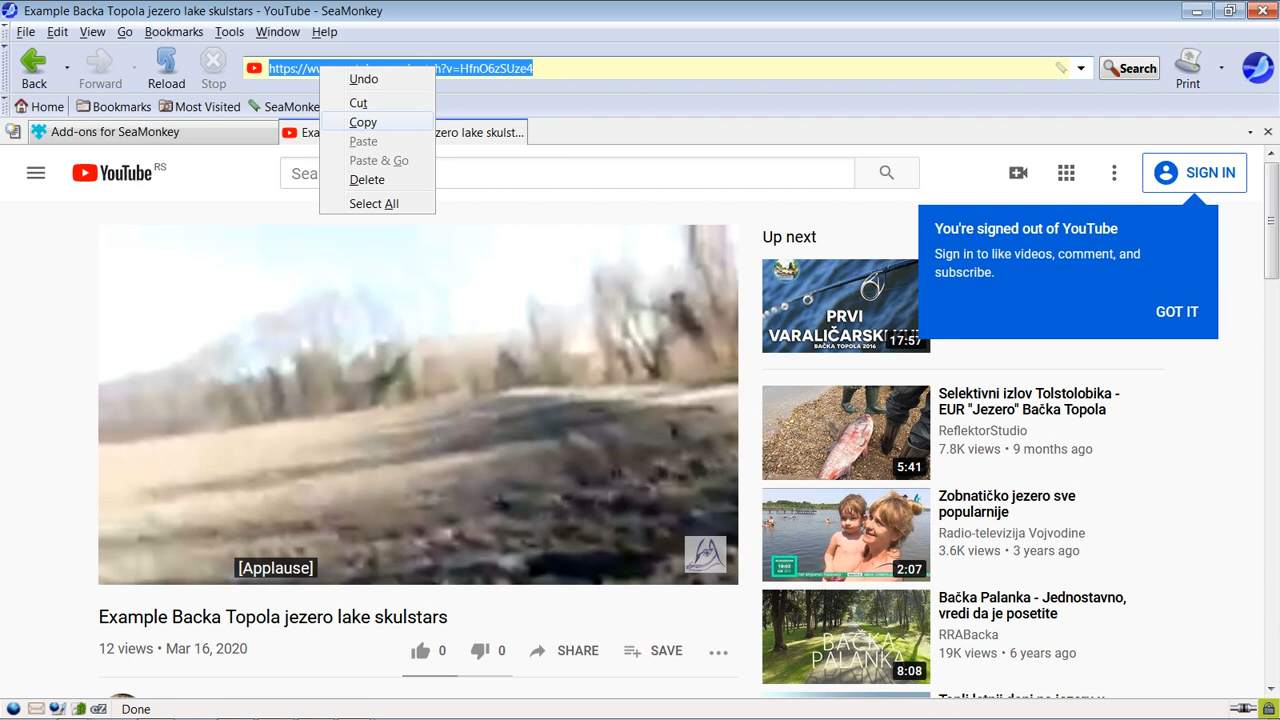 Example Backa Topola jezero lake skulstars - YouTube - SeaMonkey
File Edit View Go Bookmarks Tools Window Help
Back Forward Reload Stop
https://w
h?v=HfnO6zSUze4
Search
Print
Home Bookmarks Most Visited SeaMonke
Undo
Cut
Copy
Paste
Paste & Go
Delete
Select All
Add-ons for SeaMonkey
Exa
zero lake skulst...
YouTube RS
Sea
SIGN IN
You're signed out of YouTube
Sign in to like videos, comment, and
subscribe.
GOT IT
Up next
PRVI
VARALIČARSKI
BAČKA TOPOLA 2016
17:57
Selektivni izlov Tolstolobika -
EUR "Jezero" Bačka Topola
ReflektorStudio
7.8K views • 9 months ago
5:41
Zobnatičko jezero sve
popularnije
Radio-televizija Vojvodine
3.6K views • 3 years ago
2:07
Bačka Palanka - Jednostavno,
vredi da je posetite
RRABacka
19K views • 6 years ago
BAČKA
PALANKA
8:08
[Applause]
Example Backa Topola jezero lake skulstars
12 views • Mar 16, 2020
0 0 SHARE SAVE
Done